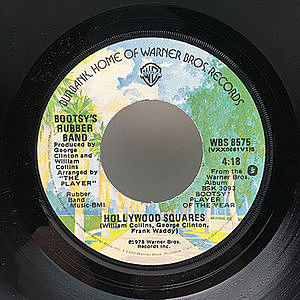 BURBANK, HOME OF WARNER BROS. RECORDS
BOOTSY'S
RUBBER
BAND
Produced by
George
Clinton and
William
Collins
Arranged by
"THE
PLAYER"
Rubber
Band
Music-BMI
WBS 8575
(VXX0861V)S
4:18
From the
Warner Bros.
Album
BSK 3093
BOOTSY?
PLAYER
OF THE YEAR
S
HOLLYWOOD SQUARES
(William Collins, George Clinton,
Frank Waddy)
©1978 Warner Bros.
Records Inc.